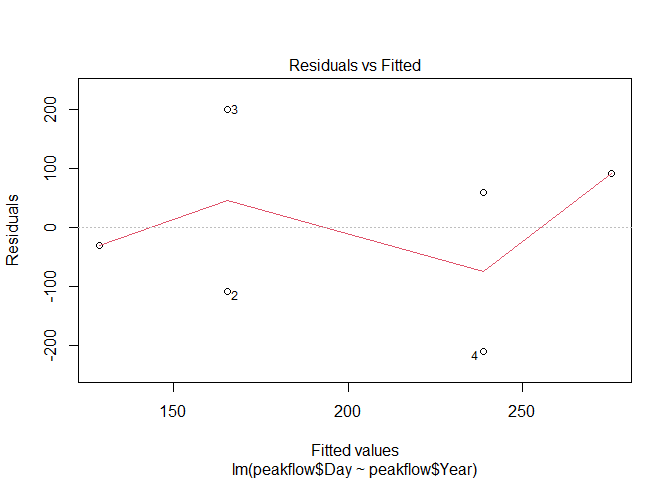 Residuals vs Fitted
Residuals
200
100
0
-100
-200
3
2
4
150
200
250
Fitted values
lm(peakflow$Day ~ peakflow$Year)